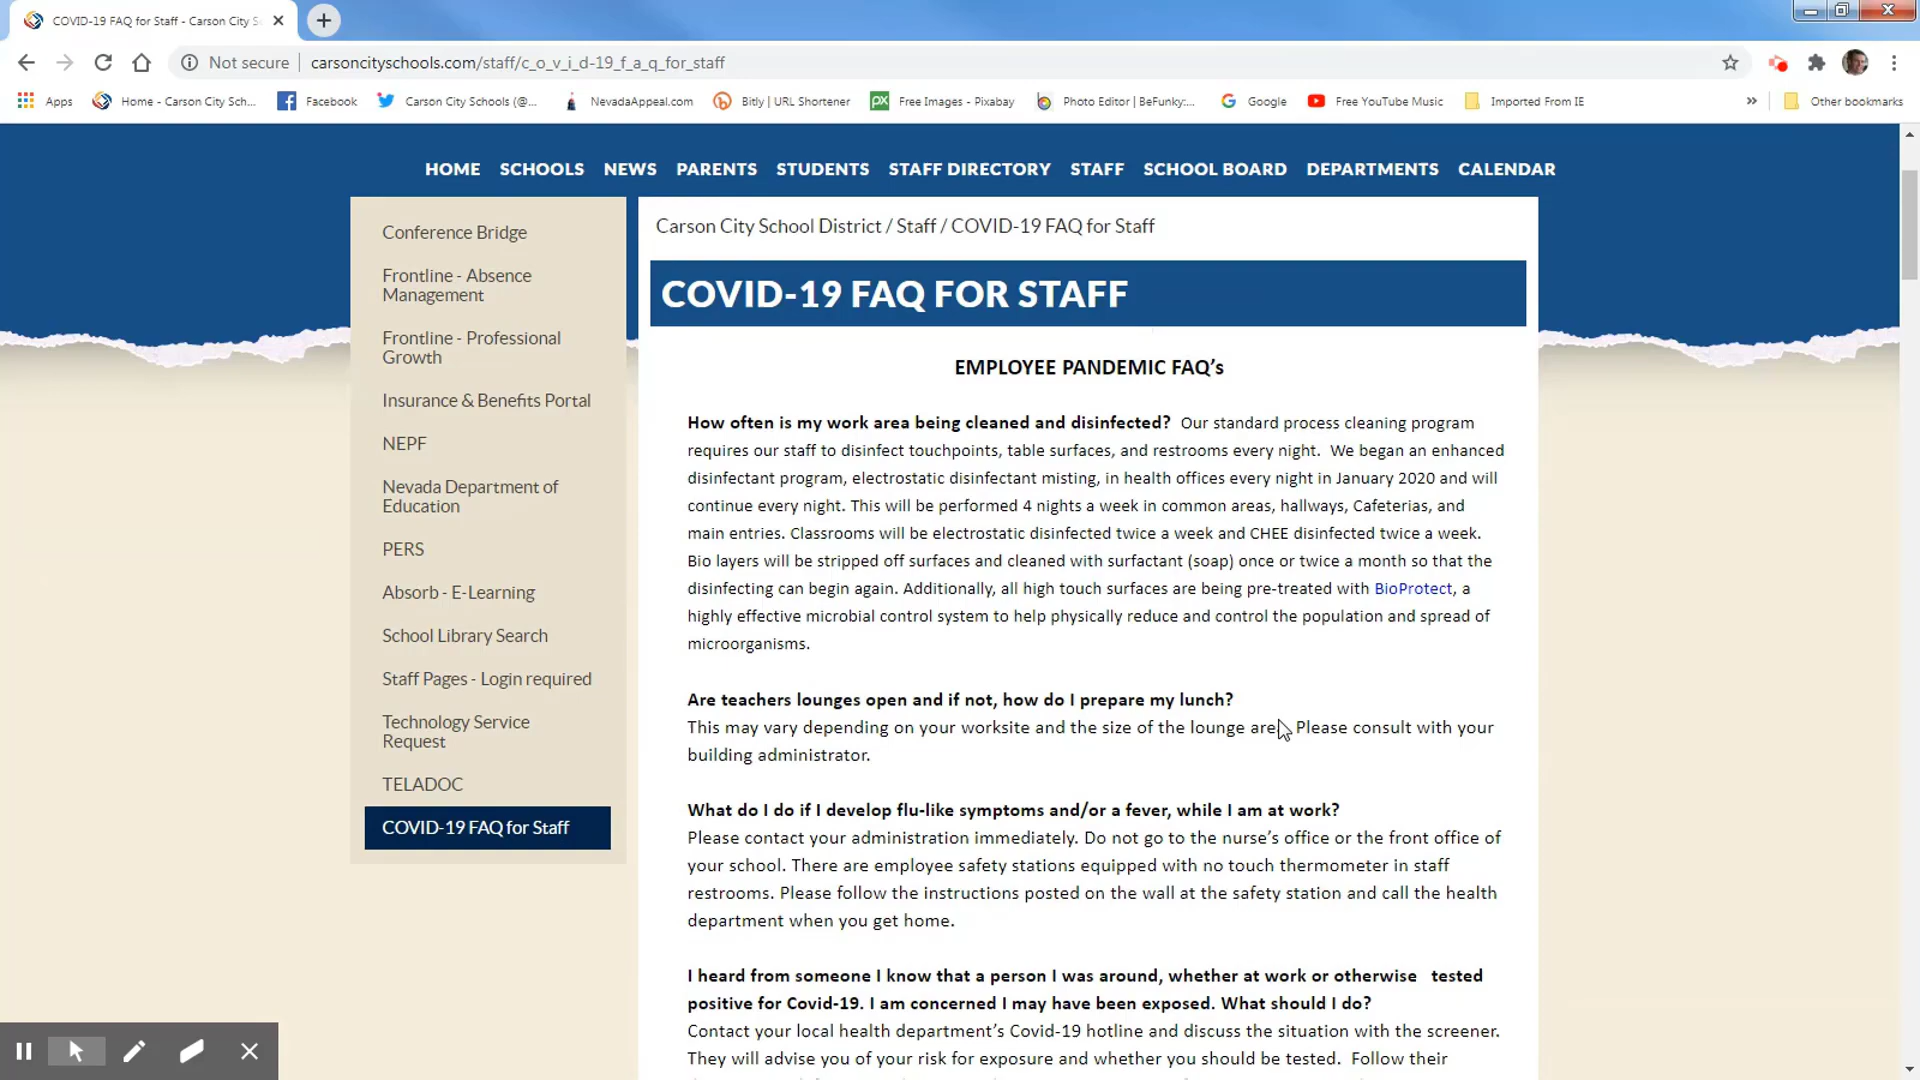 COVID-19 FAQ for Staff - Carson City S
Not secure carsoncityschools.com/staff/c_o_v_i_d-19_f_a_q_for_staff
Apps Home - Carson City Sch... Facebook Carson City Schools (@... NevadaAppeal.com Bitly | URL Shortener Free Images - Pixabay Photo Editor | BeFunky:... Google Free YouTube Music Imported From IE » Other bookmarks
HOME SCHOOLS NEWS PARENTS STUDENTS STAFF DIRECTORY STAFF SCHOOL BOARD DEPARTMENTS CALENDAR
Conference Bridge
Frontline - Absence
Management
Frontline - Professional
Growth
Insurance & Benefits Portal
NEPF
Nevada Department of
Education
PERS
Absorb - E-Learning
School Library Search
Staff Pages - Login required
Technology Service
Request
TELADOC
COVID-19 FAQ for Staff
Carson City School District / Staff / COVID-19 FAQ for Staff
COVID-19 FAQ FOR STAFF
EMPLOYEE PANDEMIC FAQ's
How often is my work area being cleaned and disinfected? Our standard process cleaning program
requires our staff to disinfect touchpoints, table surfaces, and restrooms every night. We began an enhanced
disinfectant program, electrostatic disinfectant misting, in health offices every night in January 2020 and will
continue every night. This will be performed 4 nights a week in common areas, hallways, Cafeterias, and
main entries. Classrooms will be electrostatic disinfected twice a week and CHEE disinfected twice a week.
Bio layers will be stripped off surfaces and cleaned with surfactant (soap) once or twice a month so that the
disinfecting can begin again. Additionally, all high touch surfaces are being pre-treated with BioProtect, a
highly effective microbial control system to help physically reduce and control the population and spread of
microorganisms.
Are teachers lounges open and if not, how do I prepare my lunch?
This may vary depending on your worksite and the size of the lounge are Please consult with your
building administrator.
What do I do if I develop flu-like symptoms and/or a fever, while I am at work?
Please contact your administration immediately. Do not go to the nurse's office or the front office of
your school. There are employee safety stations equipped with no touch thermometer in staff
restrooms. Please follow the instructions posted on the wall at the safety station and call the health
department when you get home.
I heard from someone I know that a person I was around, whether at work or otherwise tested
positive for Covid-19. I am concerned I may have been exposed. What should I do?
Contact your local health department's Covid-19 hotline and discuss the situation with the screener.
They will advise you of your risk for exposure and whether you should be tested. Follow their